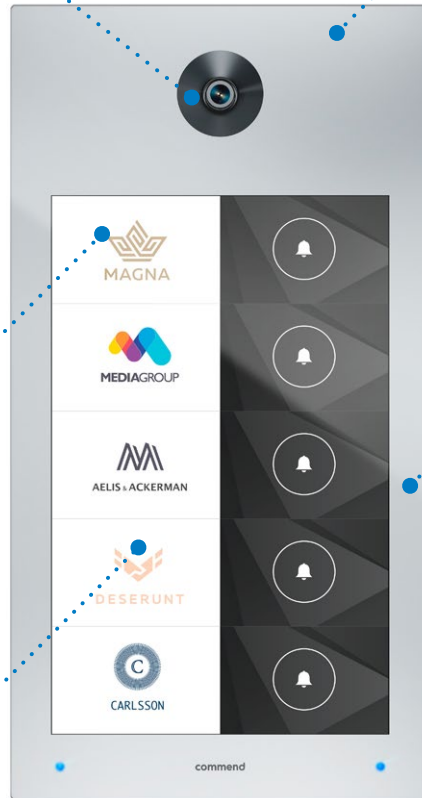 MAGNA
MEDIAGROUP
AELIS & ACKERMAN
DESERUNT
C
CARLSSON
commend